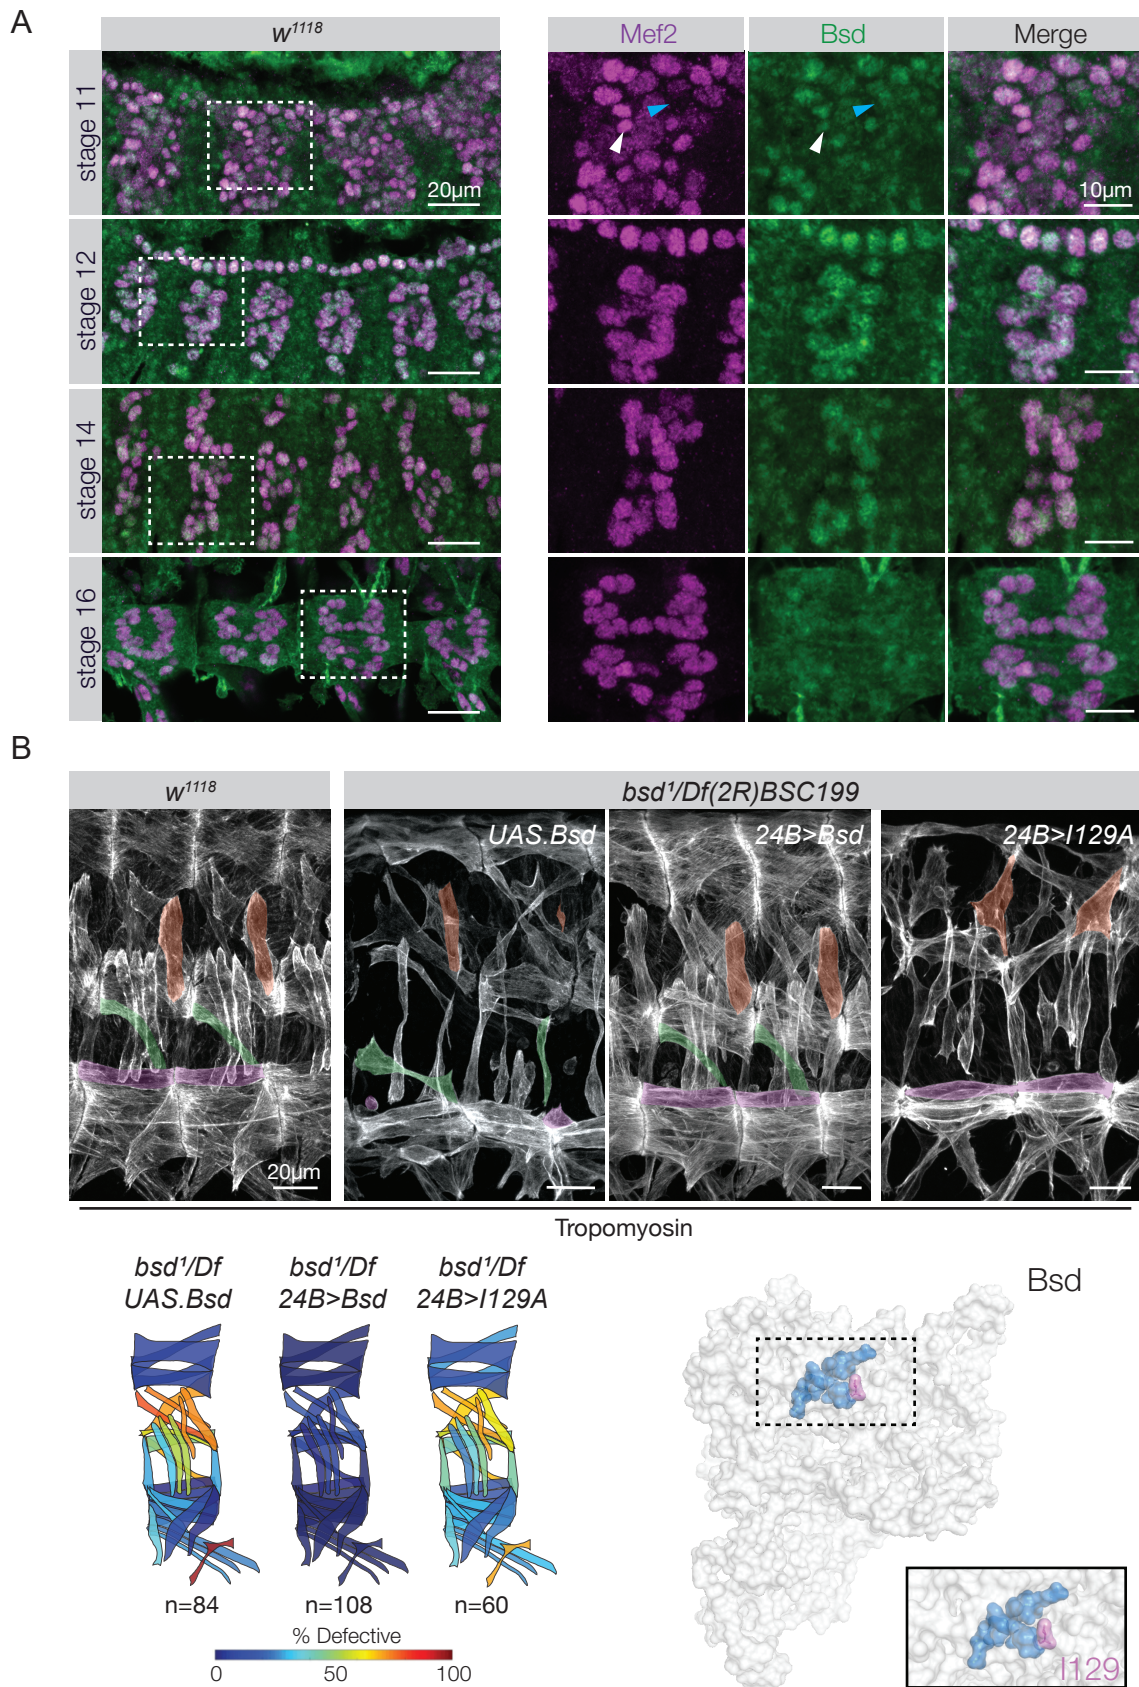 A
w1118
Mef2
Bsd
Merge
stage 11
20µm
10µm
stage 12
stage 14
stage 16
B
w1118
bsd¹/Df(2R)BSC199
UAS.Bsd
24B>Bsd
24B>I129A
20µm
Tropomyosin
bsd¹/Df
UAS.Bsd
bsd¹/Df
24B>Bsd
bsd¹/Df
24B>I129A
n=84
n=108
n=60
% Defective
0
50
100
Bsd
I129